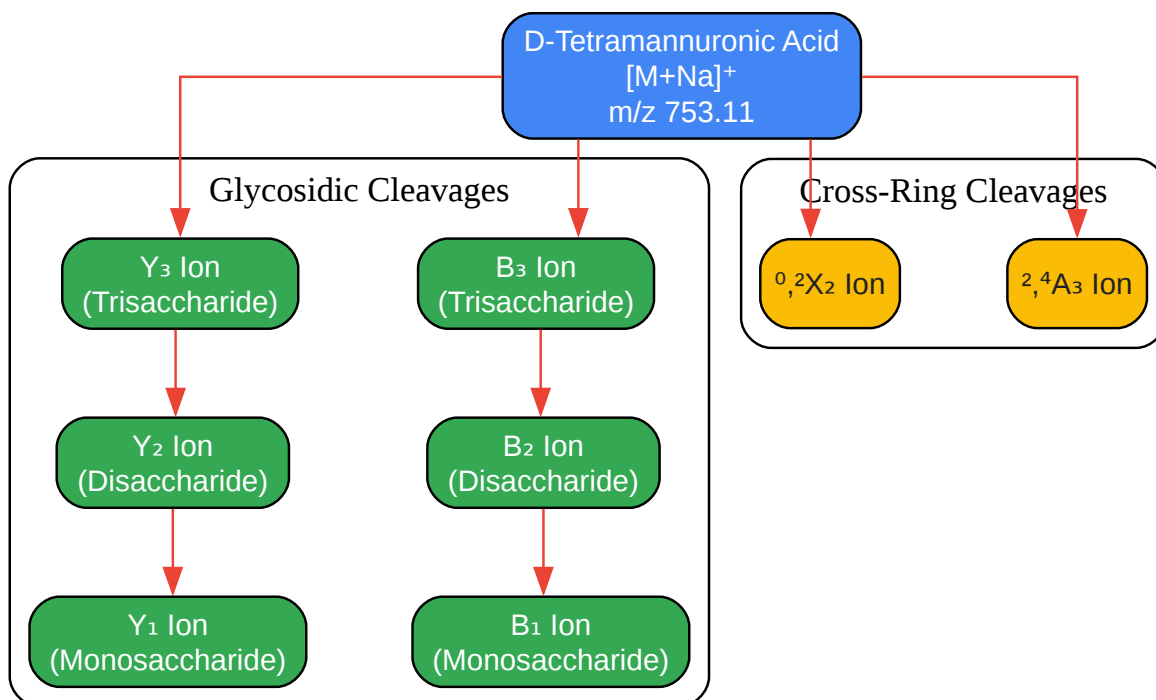 D-Tetramannuronic Acid
[M+Na]⁺
m/z 753.11
Glycosidic Cleavages
Cross-Ring Cleavages
Y₃ Ion
(Trisaccharide)
B₃ Ion
(Trisaccharide)
⁰,²X₂ Ion
²,⁴A₃ Ion
Y₂ Ion
(Disaccharide)
B₂ Ion
(Disaccharide)
Y₁ Ion
(Monosaccharide)
B₁ Ion
(Monosaccharide)